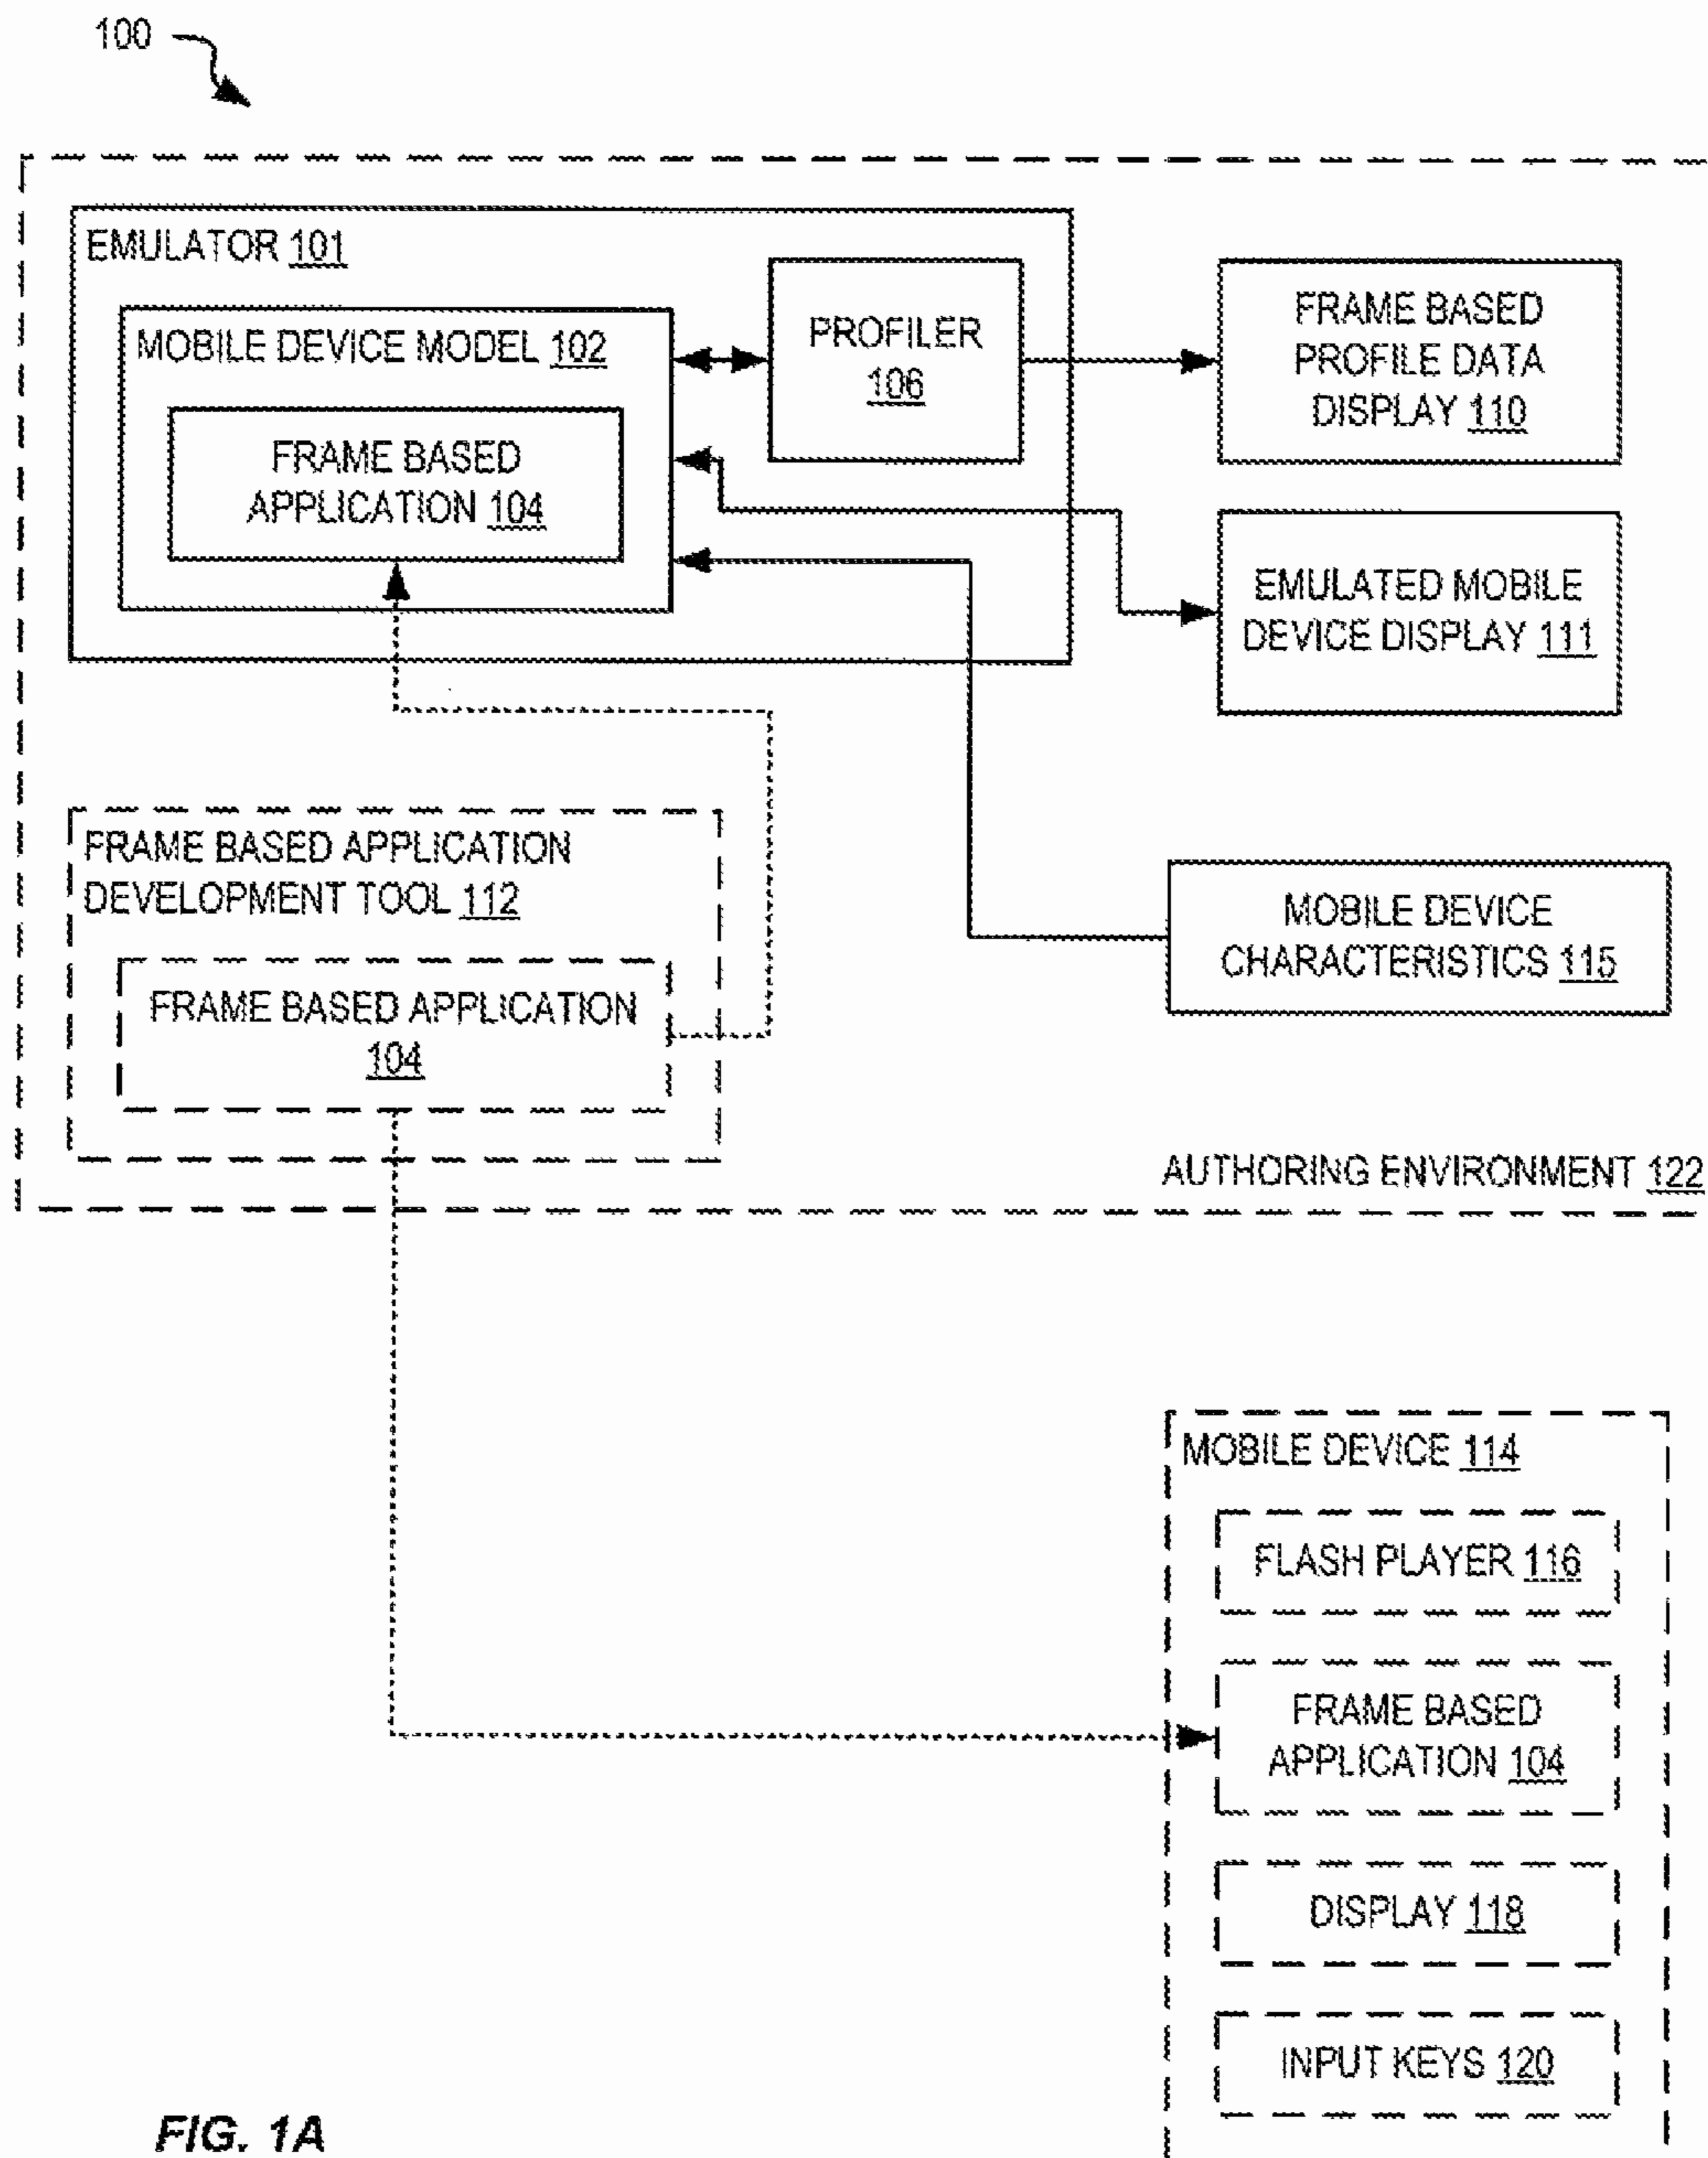 100
EMULATOR 101
MOBILE DEVICE MODEL 102
FRAME BASED
APPLICATION 104
PROFILER
106
FRAME BASED
PROFILE DATA
DISPLAY 110
EMULATED MOBILE
DEVICE DISPLAY 111
FRAME BASED APPLICATION
DEVELOPMENT TOOL 112
FRAME BASED APPLICATION
104
MOBILE DEVICE
CHARACTERISTICS 115
AUTHORING ENVIRONMENT 122
MOBILE DEVICE 114
FLASH PLAYER 116
FRAME BASED
APPLICATION 104
DISPLAY 118
INPUT KEYS 120
FIG. 1A